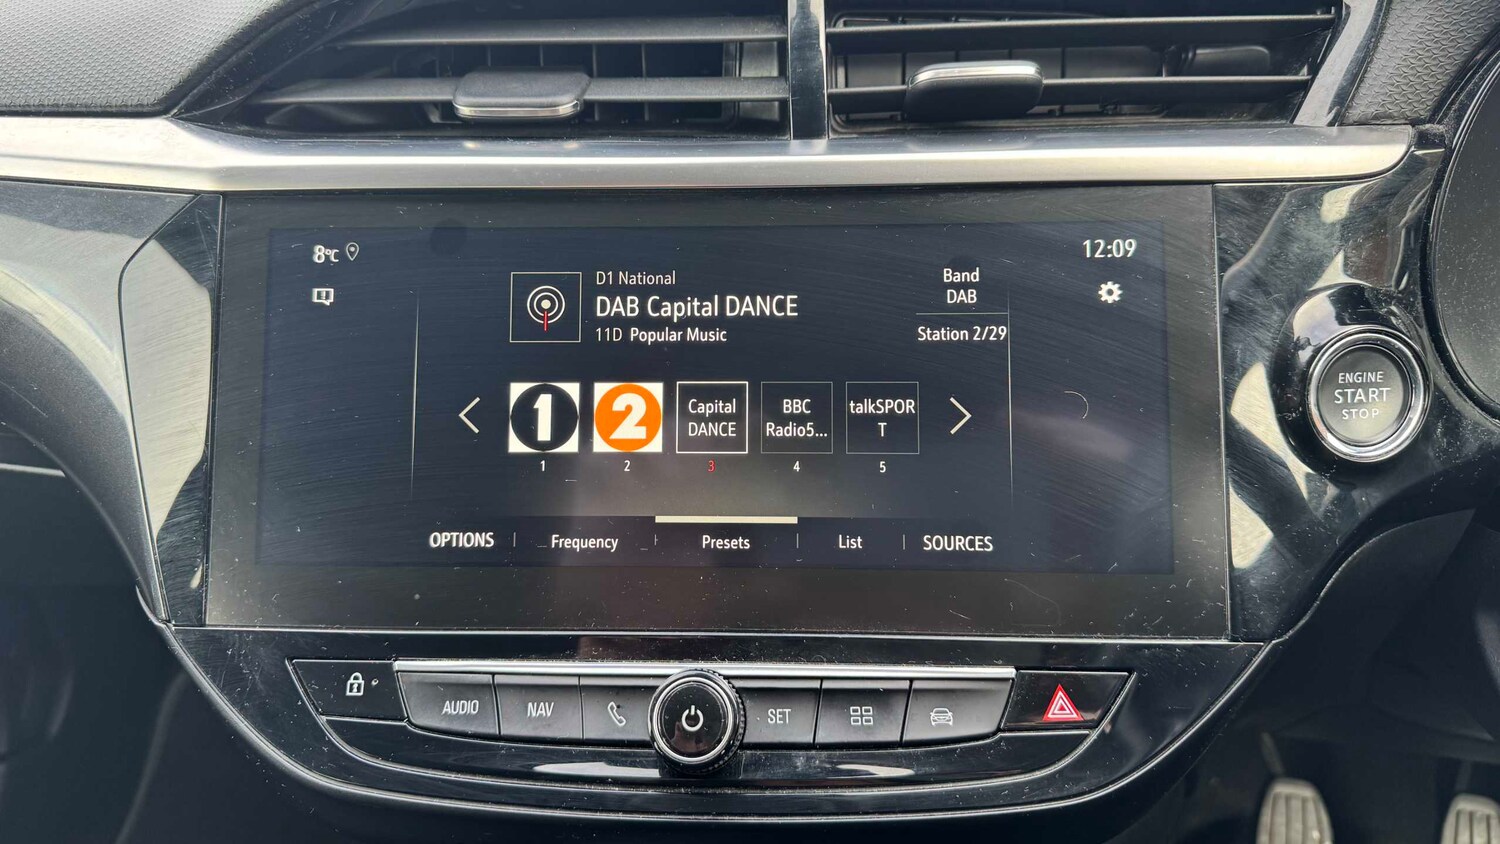 8°C
12:09
D1 National
DAB Capital DANCE
11D Popular Music
Band
DAB
Station 2/29
1
2
Capital
DANCE
BBC
Radio5...
talkSPOR
T
1
2
3
4
5
OPTIONS
Frequency
Presets
List
SOURCES
ENGINE
START
STOP
AUDIO
NAV
SET